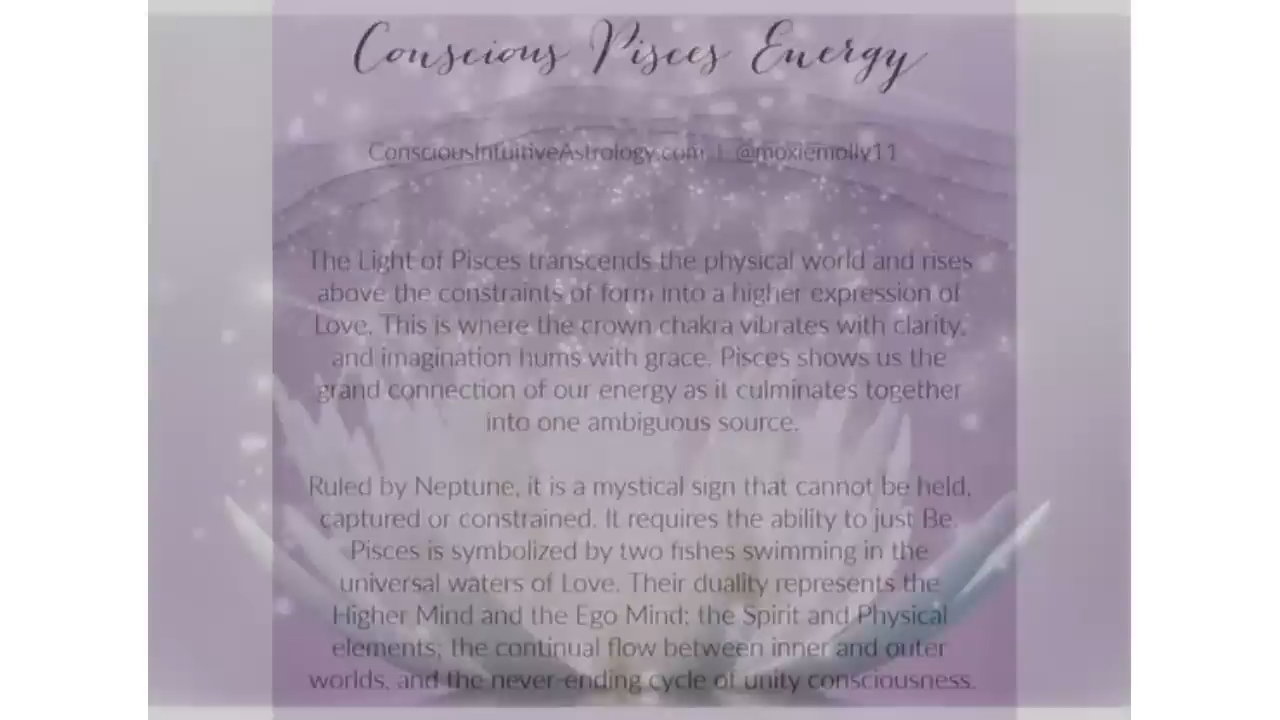 Conscious Pisces Energy
ConsciousIntuitiveAstrology.com | @moxiemolly11
The Light of Pisces transcends the physical world and rises
above the constraints of form into a higher expression of
Love. This is where the crown chakra vibrates with clarity,
and imagination hums with grace. Pisces shows us the
grand connection of our energy as it culminates together
into one ambiguous source.
Ruled by Neptune, it is a mystical sign that cannot be held,
captured or constrained. It requires the ability to just Be.
Pisces is symbolized by two fishes swimming in the
universal waters of Love. Their duality represents the
Higher Mind and the Ego Mind; the Spirit and Physical
elements; the continual flow between inner and outer
worlds, and the never-ending cycle of unity consciousness.